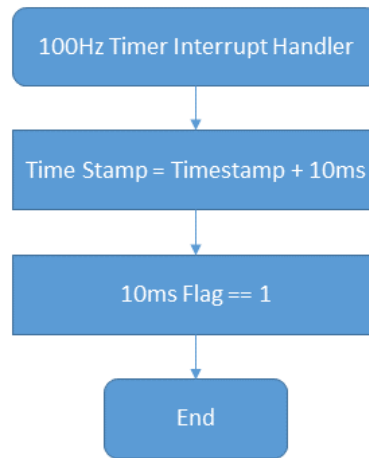 100Hz Timer Interrupt Handler
Time Stamp = Timestamp + 10ms
10ms Flag == 1
End